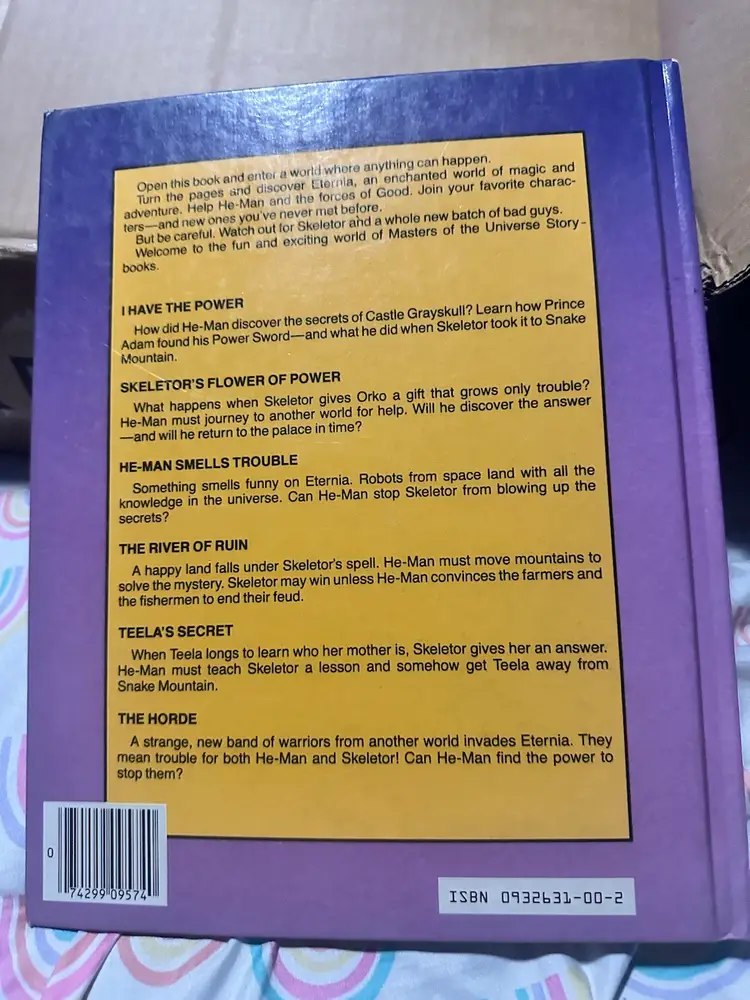 Open this book and enter a world where anything can happen.
Turn the pages and discover Eternia, an enchanted world of magic and
adventure. Help He-Man and the forces of Good. Join your favorite charac-
ters—and new ones you've never met before.
But be careful. Watch out for Skeletor and a whole new batch of bad guys.
Welcome to the fun and exciting world of Masters of the Universe Story-
books.
I HAVE THE POWER
How did He-Man discover the secrets of Castle Grayskull? Learn how Prince
Adam found his Power Sword—and what he did when Skeletor took it to Snake
Mountain.
SKELETOR'S FLOWER OF POWER
What happens when Skeletor gives Orko a gift that grows only trouble?
He-Man must journey to another world for help. Will he discover the answer
—and will he return to the palace in time?
HE-MAN SMELLS TROUBLE
Something smells funny on Eternia. Robots from space land with all the
knowledge in the universe. Can He-Man stop Skeletor from blowing up the
secrets?
THE RIVER OF RUIN
A happy land falls under Skeletor's spell. He-Man must move mountains to
solve the mystery. Skeletor may win unless He-Man convinces the farmers and
the fishermen to end their feud.
TEELA'S SECRET
When Teela longs to learn who her mother is, Skeletor gives her an answer.
He-Man must teach Skeletor a lesson and somehow get Teela away from
Snake Mountain.
THE HORDE
A strange, new band of warriors from another world invades Eternia. They
mean trouble for both He-Man and Skeletor! Can He-Man find the power to
stop them?
0 74299 09574
ISBN 0932631-00-2